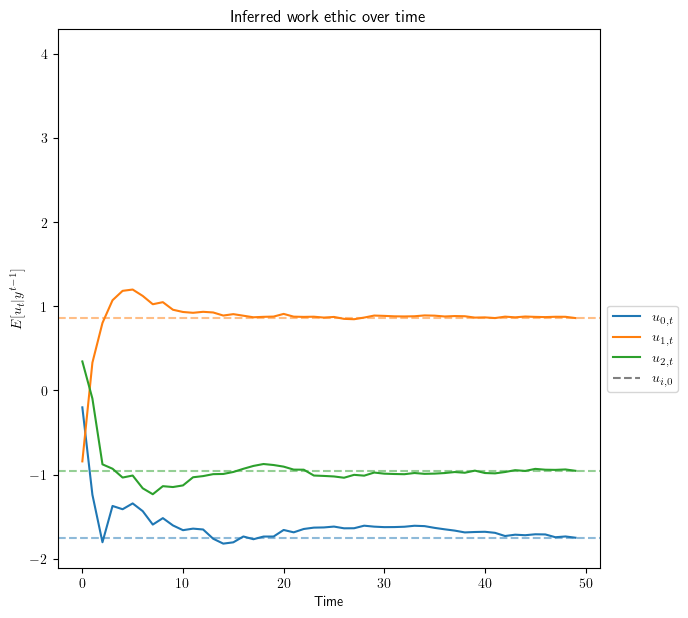 Inferred work ethic over time
4
3
2
1
0
−1
−2
E[u_t|y^{t−1}]
0
10
20
30
40
50
Time
u_{0,t}
u_{1,t}
u_{2,t}
u_{i,0}